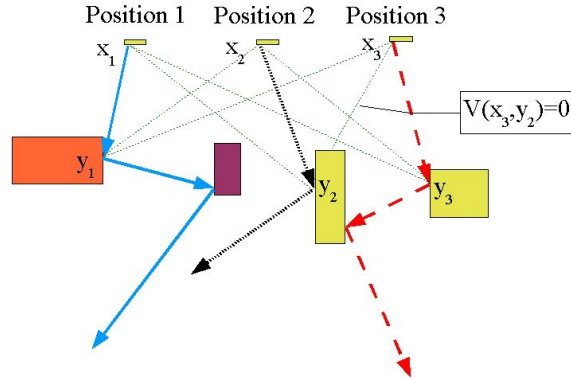 Position 1 Position 2 Position 3
x1 x2 x3
V(x3,y2)=0
y1 y2 y3